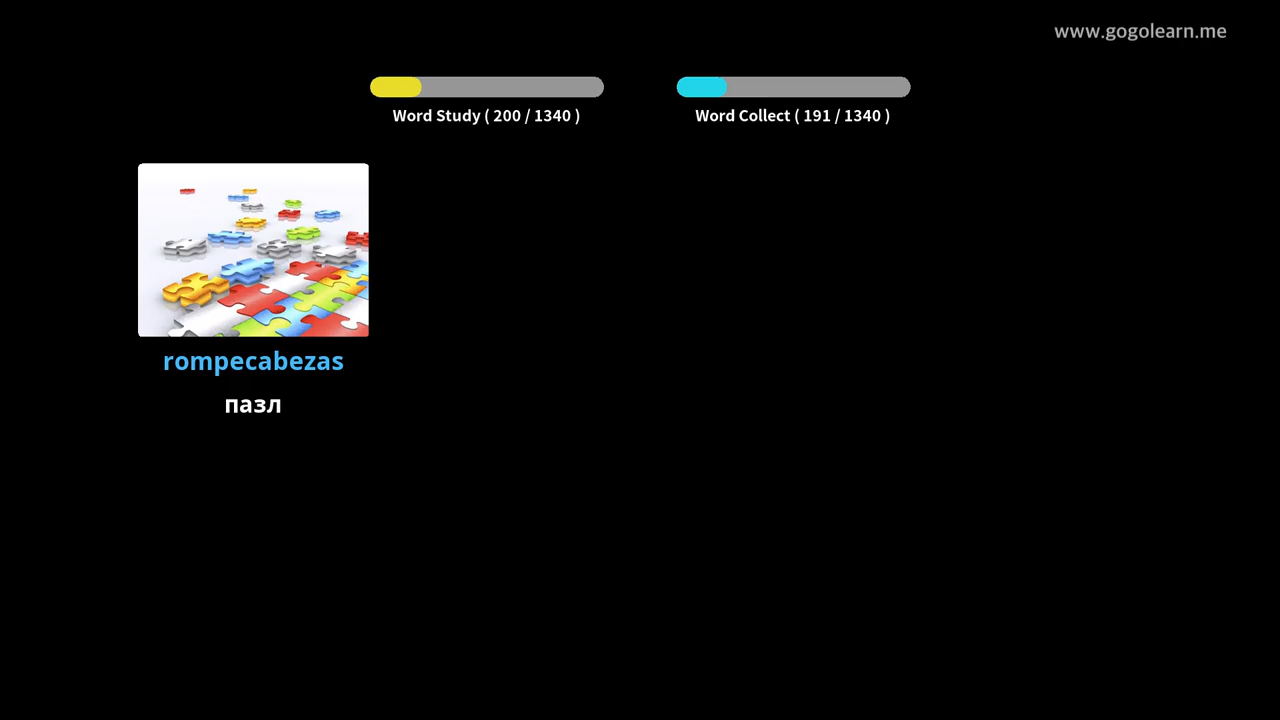 www.gogolearn.me
Word Study ( 200 / 1340 )
Word Collect ( 191 / 1340 )
rompecabezas
пазл